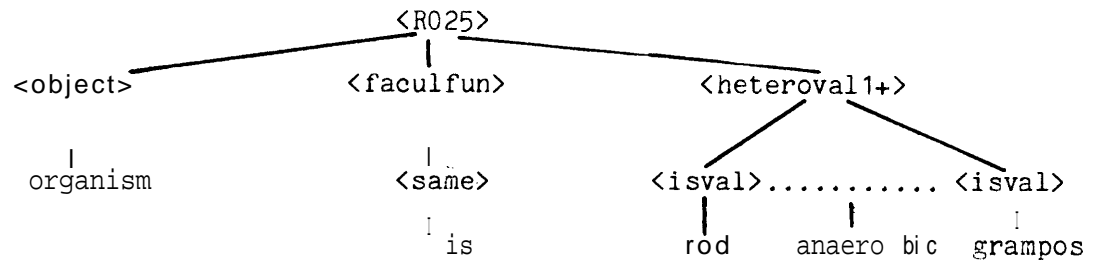 <R025>
<object> <faculfun> <heteroval1+>
organism <same> <isval>........... <isval>
is rod anaero bic grampos